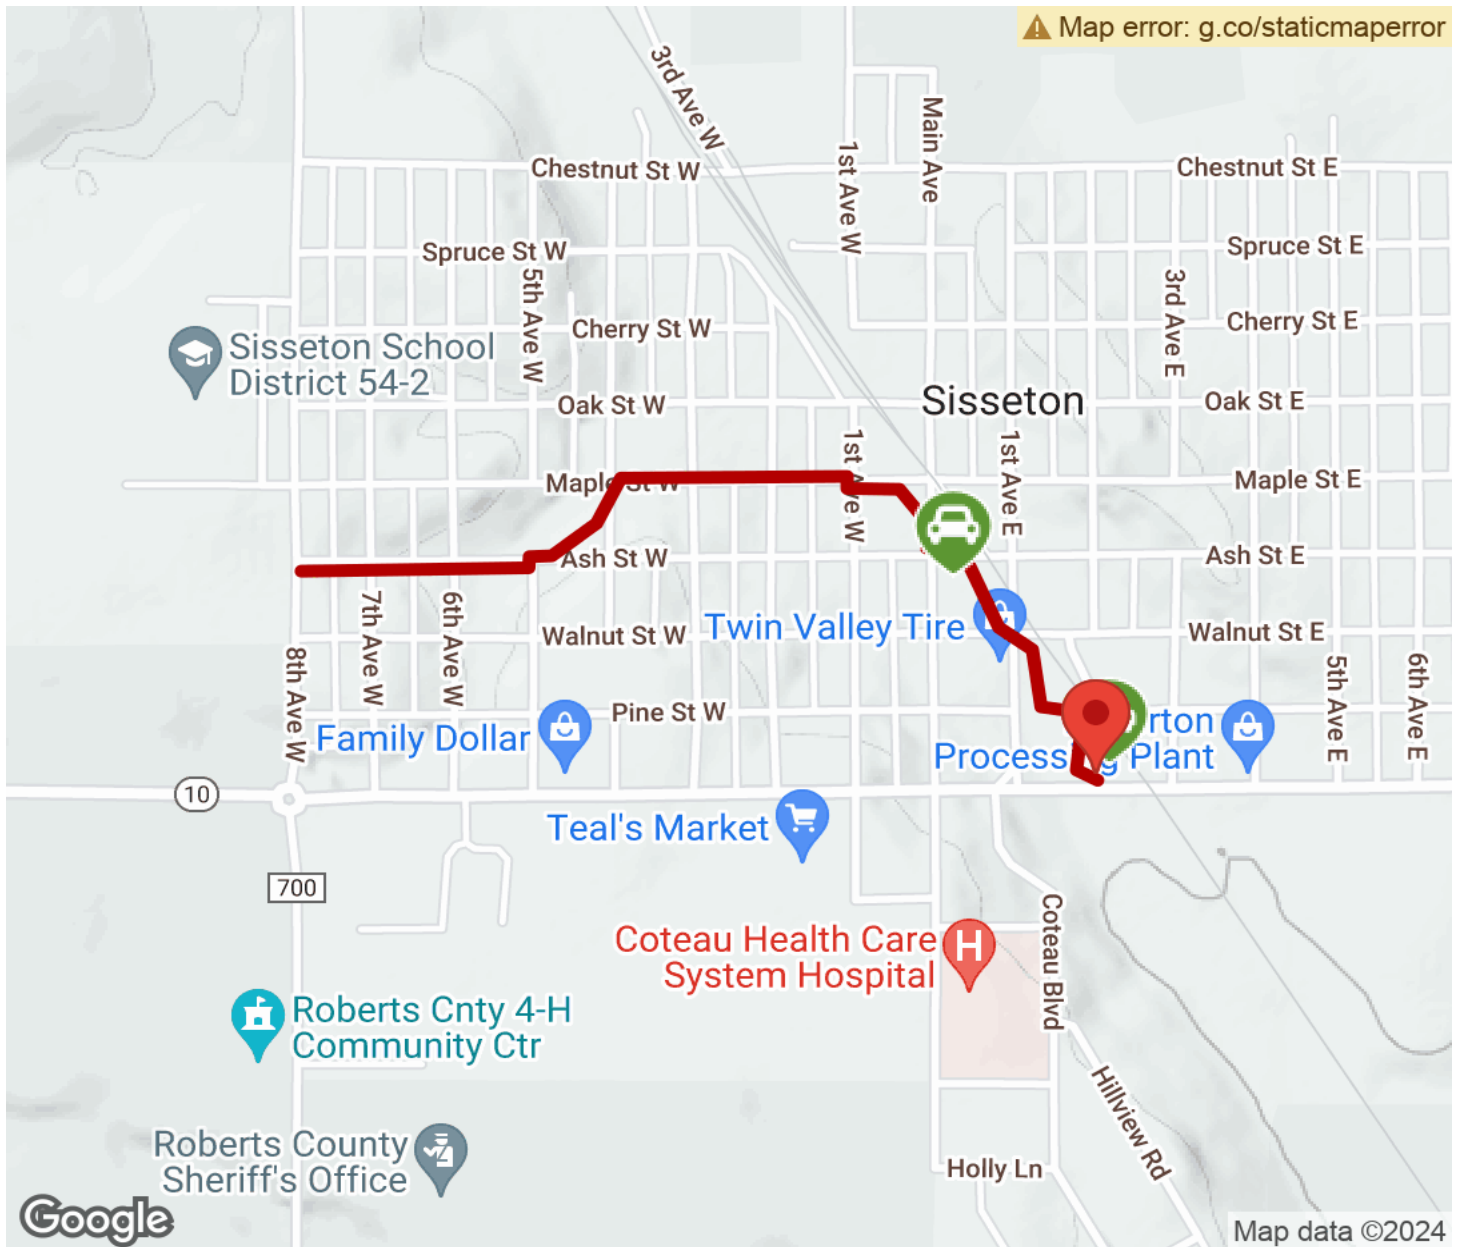 Map error: g.co/staticmaperror
3rd Ave W
Main Ave
1st Ave W
Chestnut St W
Chestnut St E
Spruce St W
Spruce St E
5th Ave W
3rd Ave E
Cherry St W
Cherry St E
Sisseton School
District 54-2
Sisseton
Oak St W
Oak St E
1st Ave W
1st Ave E
Maple St W
Maple St E
Ash St W
Ash St E
7th Ave W
6th Ave W
Twin Valley Tire
Walnut St W
Walnut St E
8th Ave W
5th Ave E
6th Ave E
Pine St W
Family Dollar
rton
Processing Plant
10
Teal's Market
700
Coteau Health Care
System Hospital
H
Coteau Blvd
Roberts Cnty 4-H
Community Ctr
Hillview Rd
Roberts County
Sheriff's Office
Holly Ln
Google
Map data ©2024